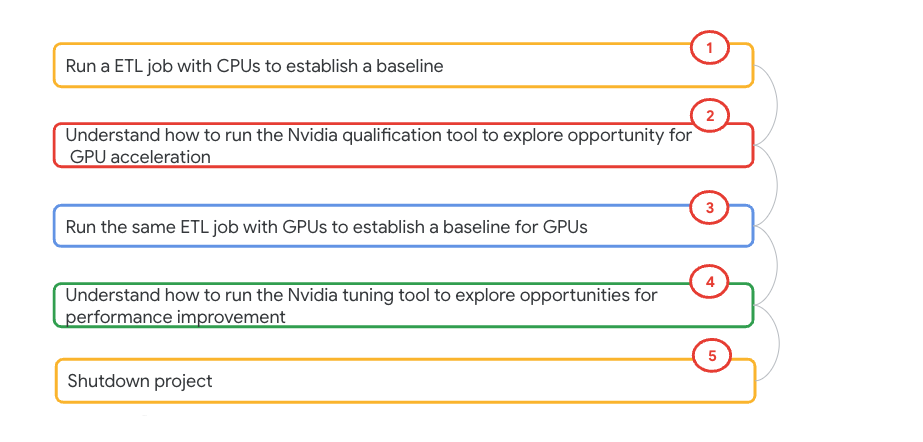 1
Run a ETL job with CPUs to establish a baseline
2
Understand how to run the Nvidia qualification tool to explore opportunity for
GPU acceleration
3
Run the same ETL job with GPUs to establish a baseline for GPUs
4
Understand how to run the Nvidia tuning tool to explore opportunities for
performance improvement
5
Shutdown project